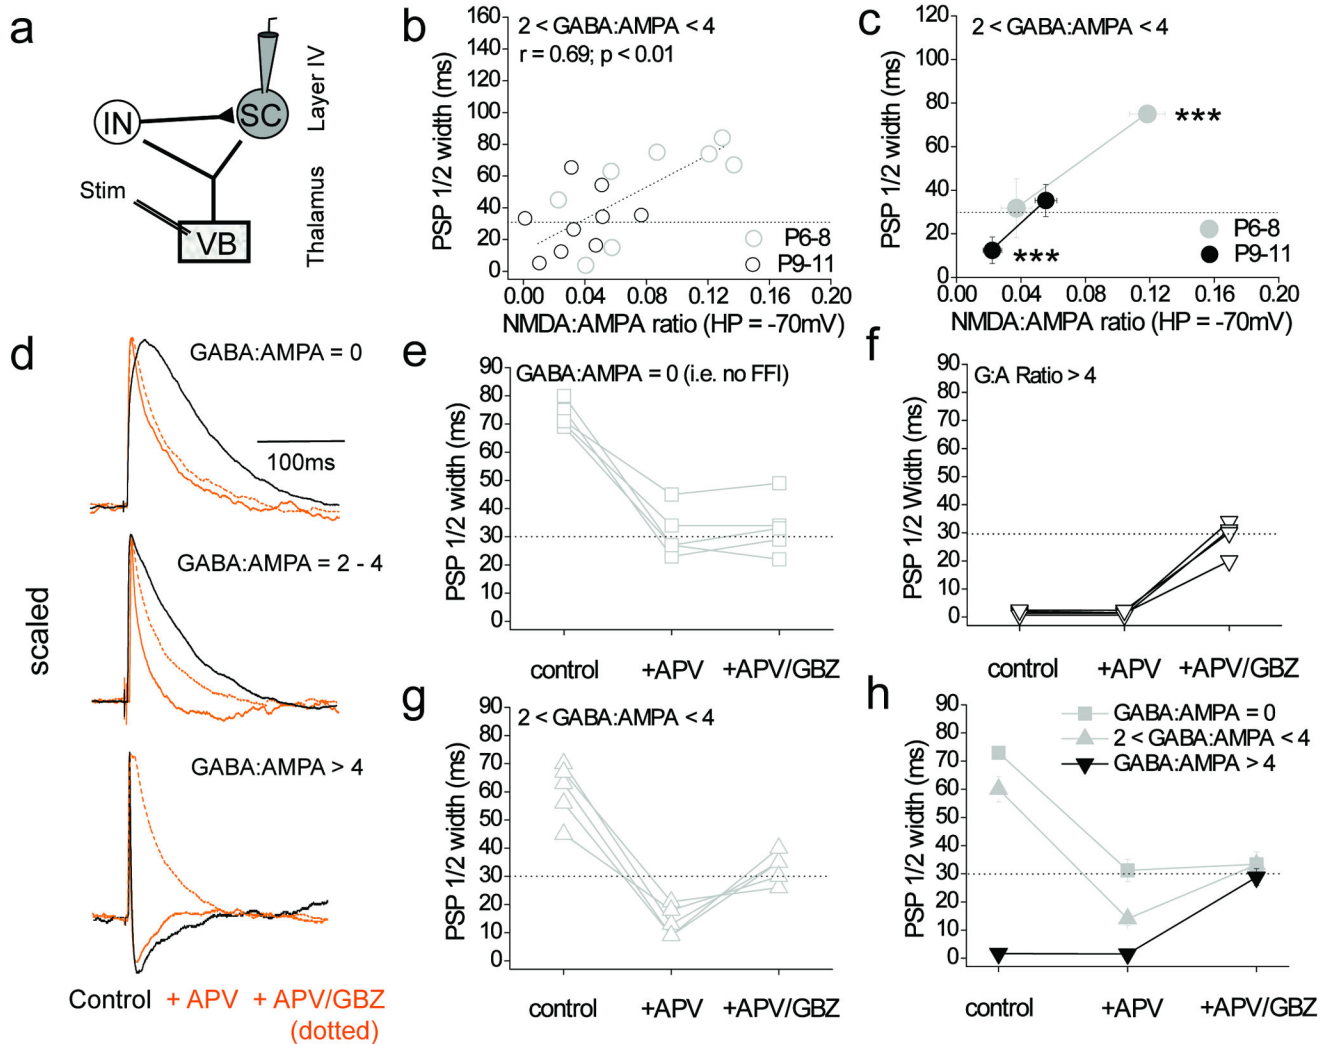 a
IN
SC
Layer IV
Stim
VB
Thalamus
b
2 < GABA:AMPA < 4
r = 0.69; p < 0.01
PSP 1/2 width (ms)
160
140
120
100
80
60
40
20
0
P6-8
P9-11
0.00 0.04 0.08 0.12 0.16 0.20
NMDA:AMPA ratio (HP = -70mV)
c
2 < GABA:AMPA < 4
PSP 1/2 width (ms)
120
80
60
40
20
0
***
***
P6-8
P9-11
0.00 0.04 0.08 0.12 0.16 0.20
NMDA:AMPA ratio (HP = -70mV)
d
GABA:AMPA = 0
100ms
GABA:AMPA = 2 - 4
scaled
GABA:AMPA > 4
Control + APV + APV/GBZ
(dotted)
e
GABA:AMPA = 0 (i.e. no FFI)
PSP 1/2 width (ms)
90
80
70
60
50
40
30
20
10
0
control +APV +APV/GBZ
f
G:A Ratio > 4
PSP 1/2 Width (ms)
90
80
70
60
50
40
30
20
10
0
control +APV +APV/GBZ
g
2 < GABA:AMPA < 4
PSP 1/2 width (ms)
90
80
70
60
50
40
30
20
10
0
control +APV +APV/GBZ
h
GABA:AMPA = 0
2 < GABA:AMPA < 4
GABA:AMPA > 4
PSP 1/2 width (ms)
90
80
70
60
50
40
30
20
10
0
control +APV +APV/GBZ